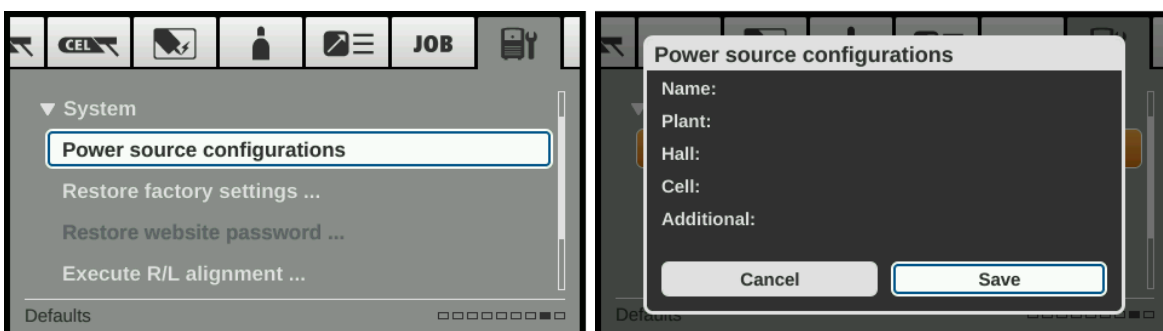 CEL
JOB
▼ System
Power source configurations
Restore factory settings ...
Restore website password ...
Execute R/L alignment ...
Defaults
Power source configurations
Name:
Plant:
Hall:
Cell:
Additional:
Cancel
Save